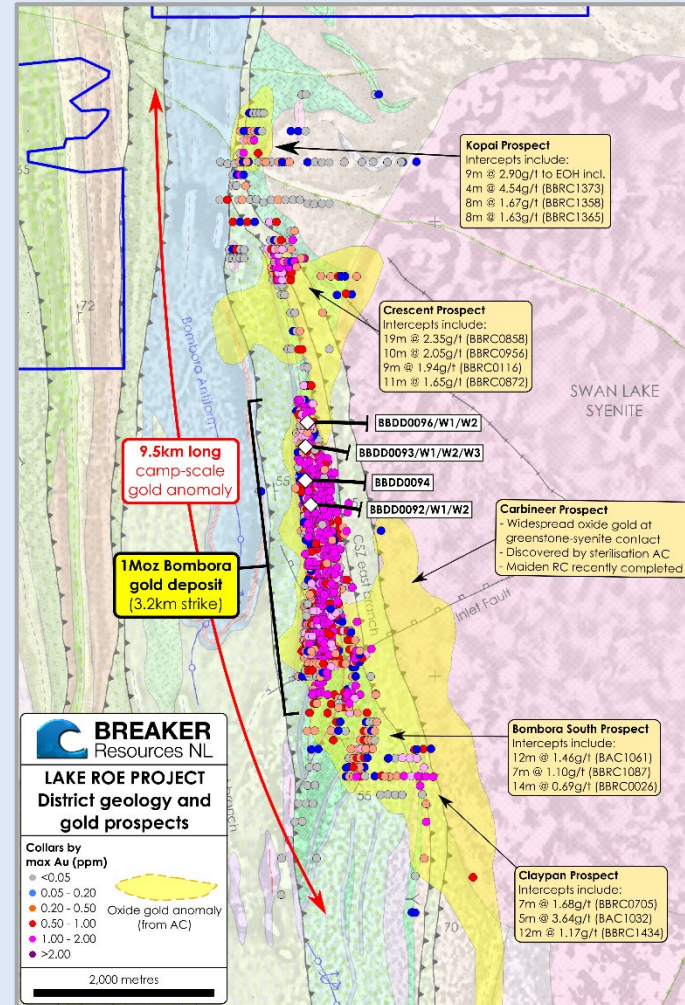 Kopai Prospect
Intercepts include:
9m @ 2.90g/t to EOH incl.
4m @ 4.54g/t (BBRC1373)
8m @ 1.67g/t (BBRC1358)
8m @ 1.63g/t (BBRC1365)
72
Crescent Prospect
Intercepts include:
19m @ 2.35g/t (BBRC0858)
10m @ 2.05g/t (BBRC0956)
9m @ 1.94g/t (BBRC0116)
11m @ 1.65g/t (BBRC0872)
Bombora Antiform
SWAN LAKE
SYENITE
BBDD0096/W1/W2
BBDD0093/W1/W2/W3
BBDD0094
BBDD0092/W1/W2
9.5km long
camp-scale
gold anomaly
55
Carbineer Prospect
- Widespread oxide gold at
greenstone-syenite contact
- Discovered by sterilisation AC
- Maiden RC recently completed
CSZ east branch
Inlet Fault
1Moz Bombora
gold deposit
(3.2km strike)
Bombora South Prospect
Intercepts include:
12m @ 1.46g/t (BAC1061)
7m @ 1.10g/t (BBRC1087)
14m @ 0.69g/t (BBRC0026)
55
Claypan Prospect
Intercepts include:
7m @ 1.68g/t (BBRC0705)
5m @ 3.64g/t (BAC1032)
12m @ 1.17g/t (BBRC1434)
70
BREAKER
Resources NL
LAKE ROE PROJECT
District geology and
gold prospects
Collars by
max Au (ppm)
<0.05
0.05 - 0.20
0.20 - 0.50
0.50 - 1.00
1.00 - 2.00
>2.00
Oxide gold anomaly
(from AC)
2,000 metres